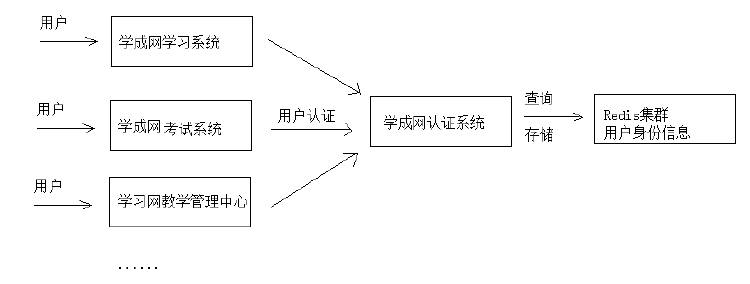 用户
学成网学习系统
用户
学成网考试系统
用户认证
学成网认证系统
查询
存储
Redis集群
用户身份信息
用户
学习网教学管理中心
......